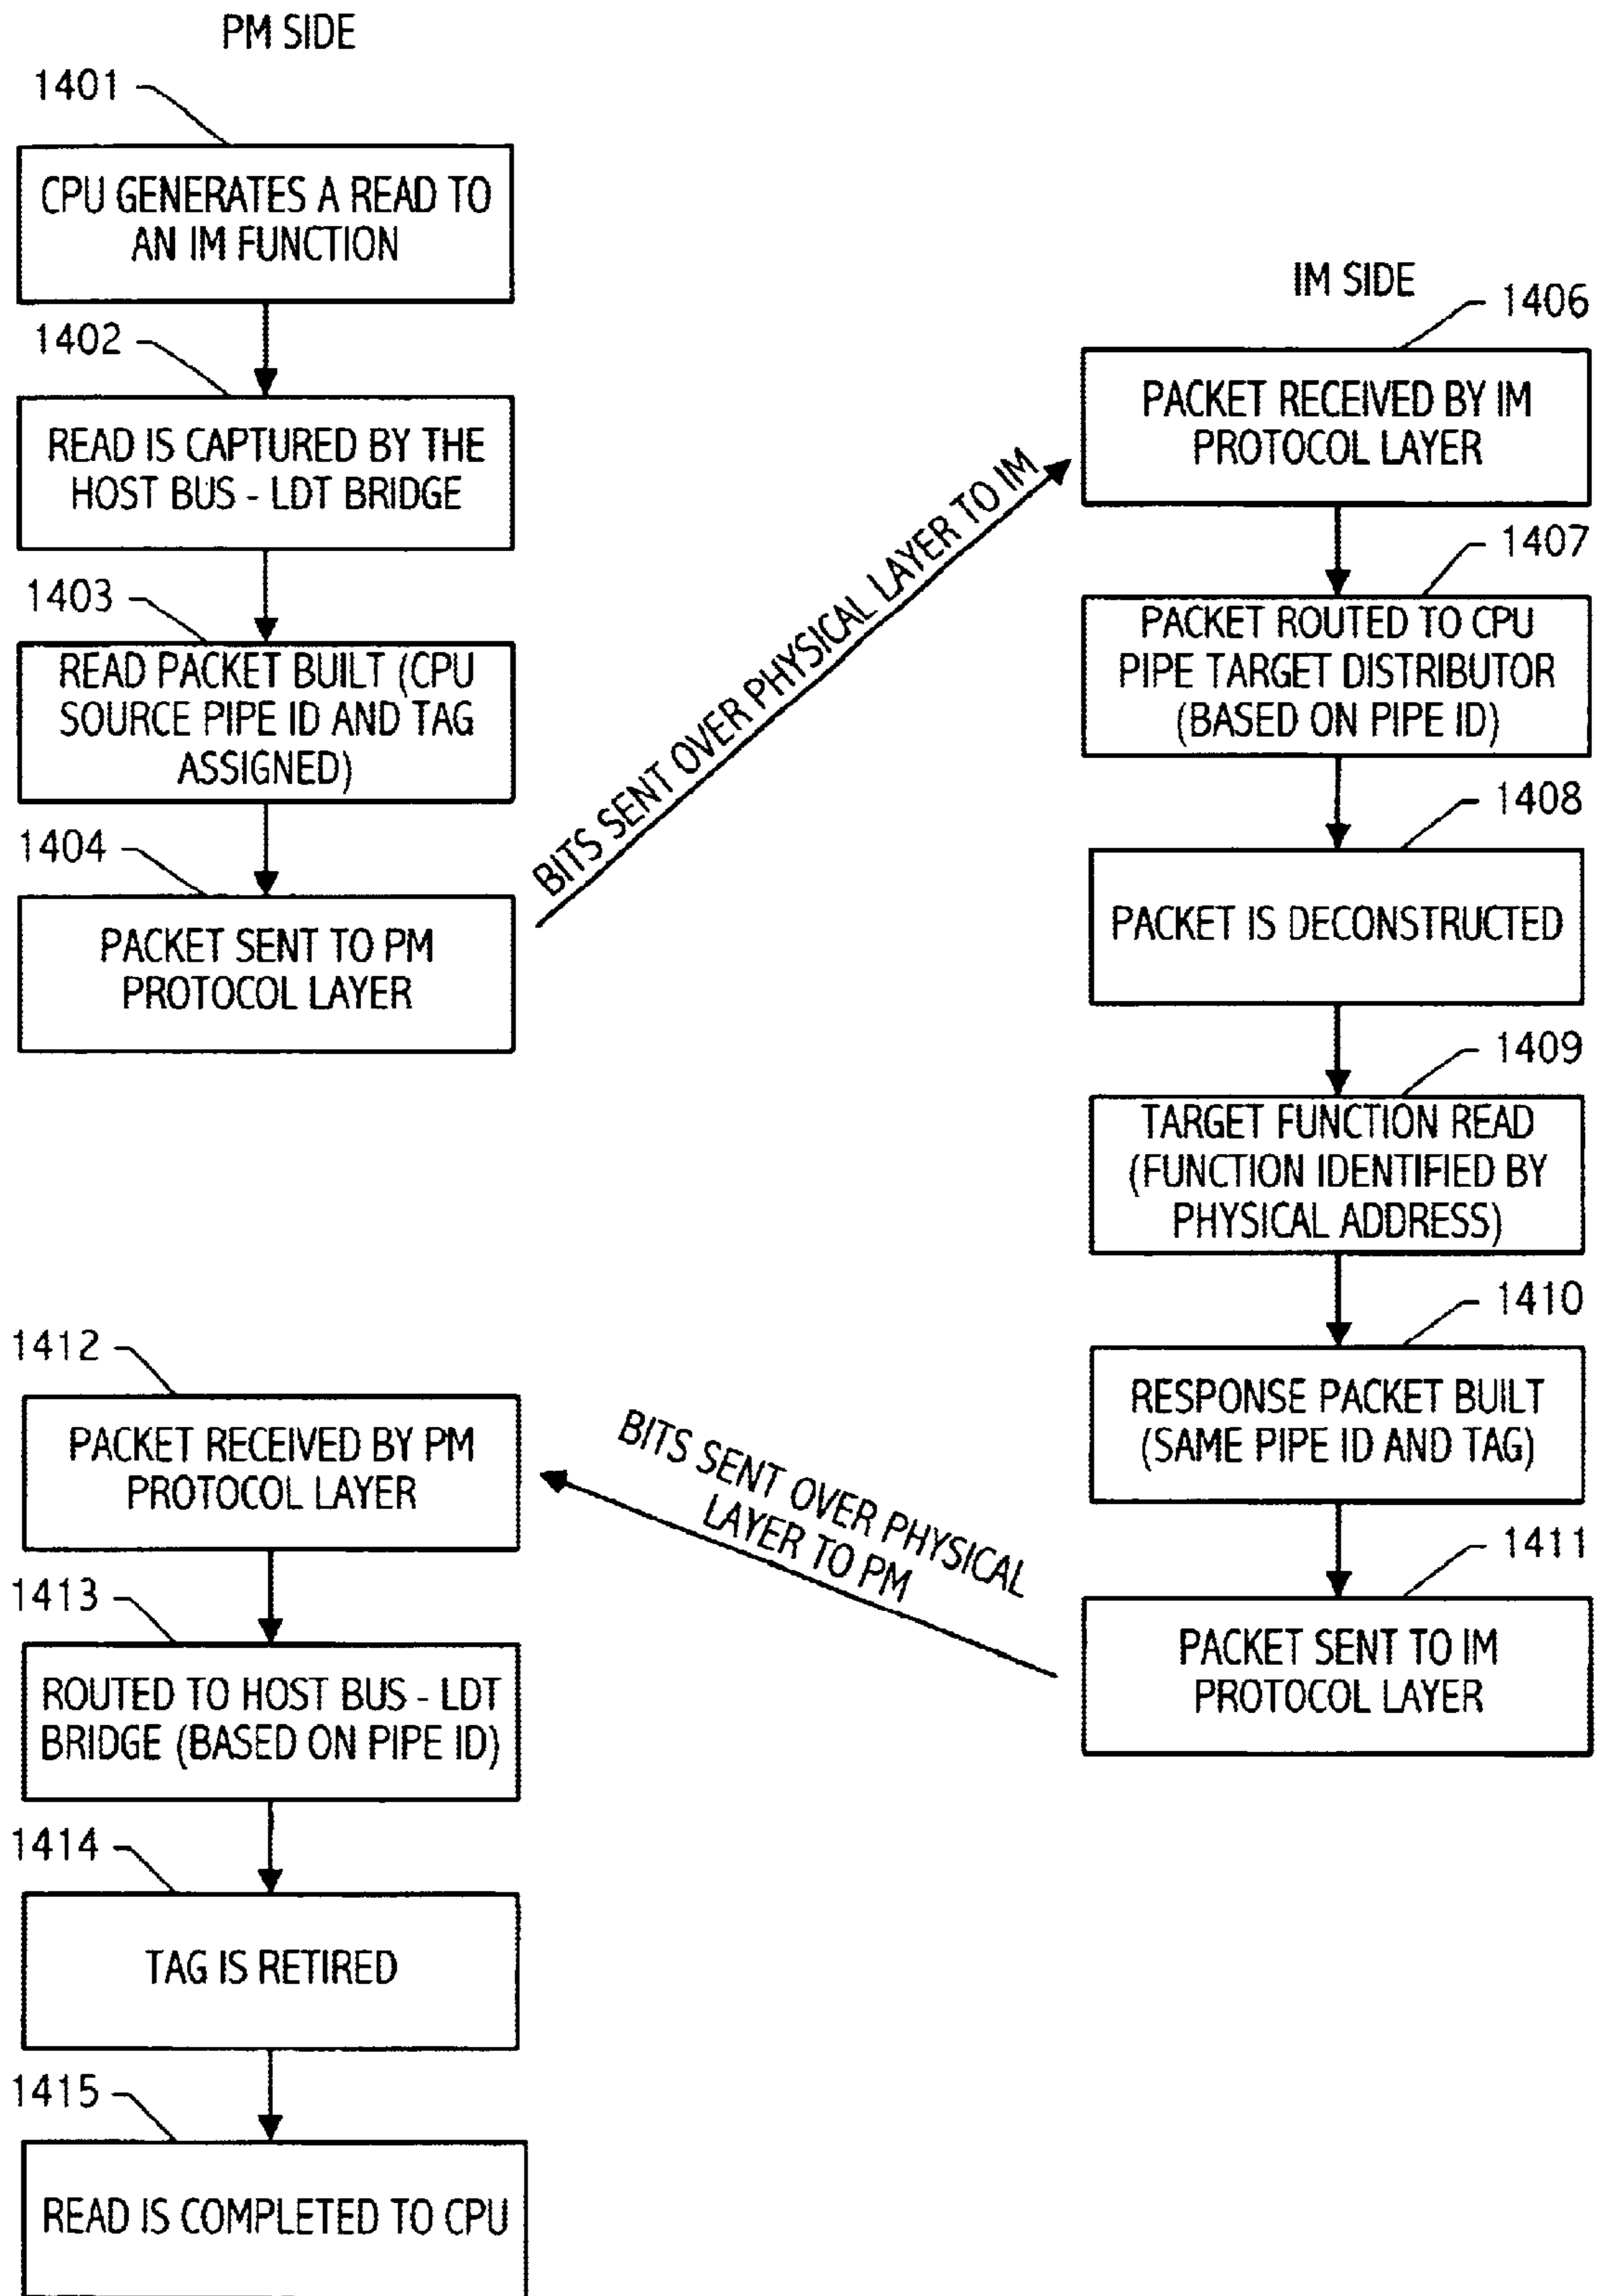 PM SIDE
1401
CPU GENERATES A READ TO
AN IM FUNCTION
1402
READ IS CAPTURED BY THE
HOST BUS - LDT BRIDGE
1403
READ PACKET BUILT (CPU
SOURCE PIPE ID AND TAG
ASSIGNED)
1404
PACKET SENT TO PM
PROTOCOL LAYER
BITS SENT OVER PHYSICAL LAYER TO IM
IM SIDE
1406
PACKET RECEIVED BY IM
PROTOCOL LAYER
1407
PACKET ROUTED TO CPU
PIPE TARGET DISTRIBUTOR
(BASED ON PIPE ID)
1408
PACKET IS DECONSTRUCTED
1409
TARGET FUNCTION READ
(FUNCTION IDENTIFIED BY
PHYSICAL ADDRESS)
1410
RESPONSE PACKET BUILT
(SAME PIPE ID AND TAG)
1411
PACKET SENT TO IM
PROTOCOL LAYER
BITS SENT OVER PHYSICAL
LAYER TO PM
1412
PACKET RECEIVED BY PM
PROTOCOL LAYER
1413
ROUTED TO HOST BUS - LDT
BRIDGE (BASED ON PIPE ID)
1414
TAG IS RETIRED
1415
READ IS COMPLETED TO CPU